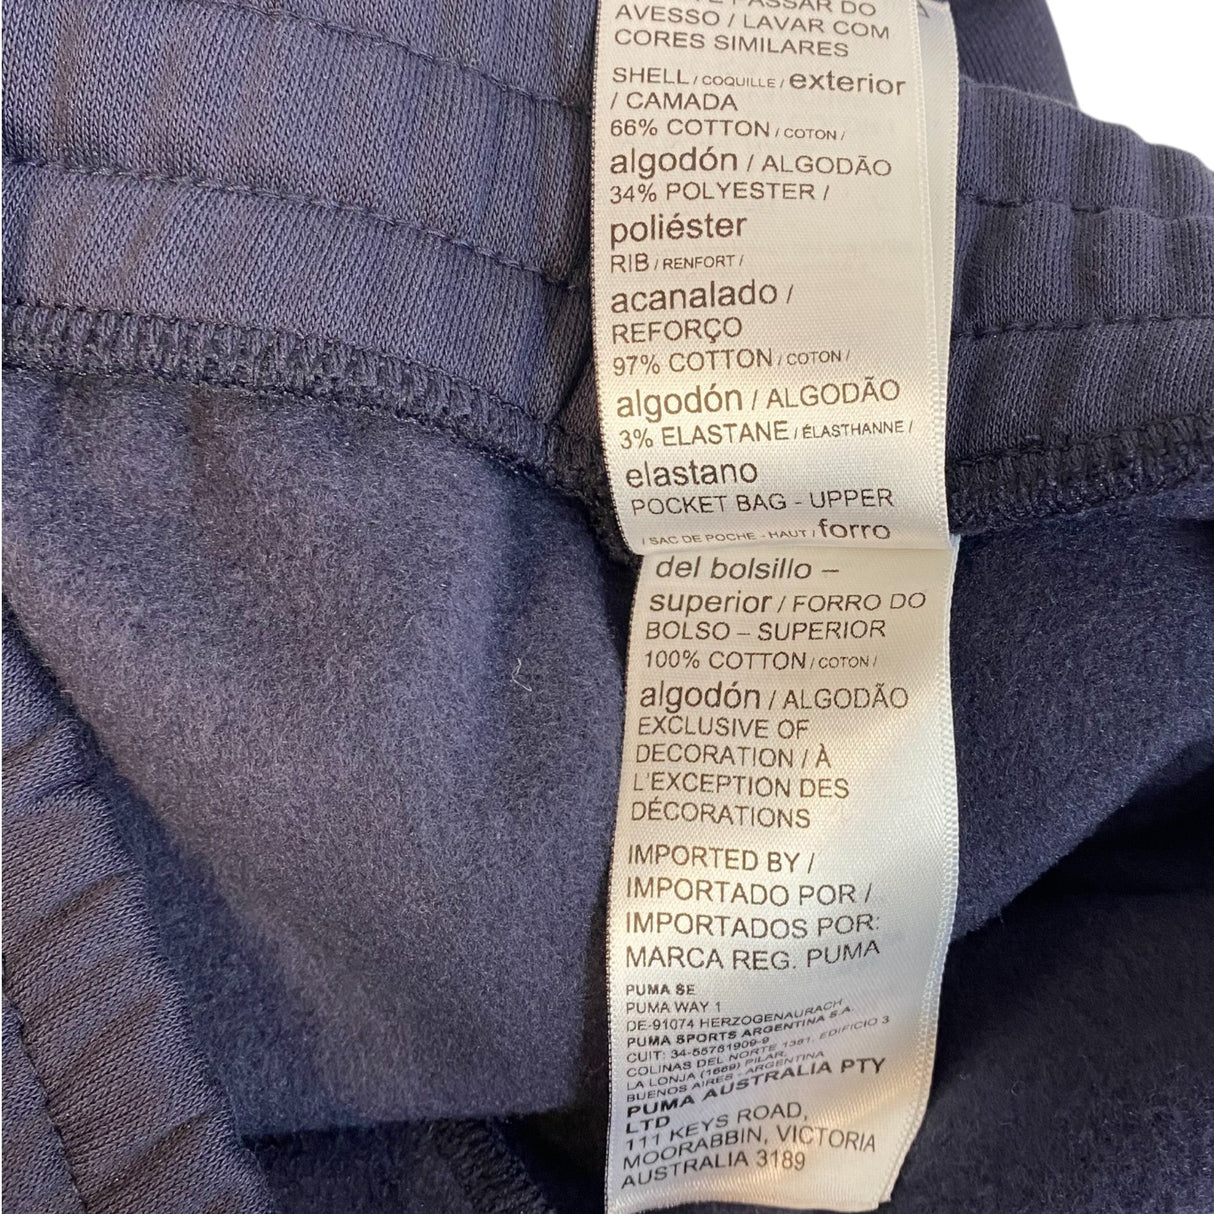 PASSAR DO
AVESSO / LAVAR COM
CORES SIMILARES
SHELL / COQUILLE / exterior
/ CAMADA
66% COTTON / COTON /
algodón / ALGODÃO
34% POLYESTER /
poliéster
RIB / RENFORT /
acanalado /
REFORÇO
97% COTTON / COTON /
algodón / ALGODÃO
3% ELASTANE / ÉLASTHANNE /
elastano
POCKET BAG - UPPER
/ SAC DE POCHE - HAUT / forro
del bolsillo –
superior / FORRO DO
BOLSO – SUPERIOR
100% COTTON / COTON /
algodón / ALGODÃO
EXCLUSIVE OF
DECORATION / À
L'EXCEPTION DES
DÉCORATIONS
IMPORTED BY /
IMPORTADO POR /
IMPORTADOS POR:
MARCA REG. PUMA
PUMA SE
PUMA WAY 1
DE-91074 HERZOGENAURACH
PUMA SPORTS ARGENTINA S.A.
CUIT: 34-55761909-9
COLINAS DEL NORTE 1381, EDIFICIO 3
LA LONJA (1669) PILAR,
BUENOS AIRES - ARGENTINA
PUMA AUSTRALIA PTY
LTD
111 KEYS ROAD,
MOORABBIN, VICTORIA
AUSTRALIA 3189